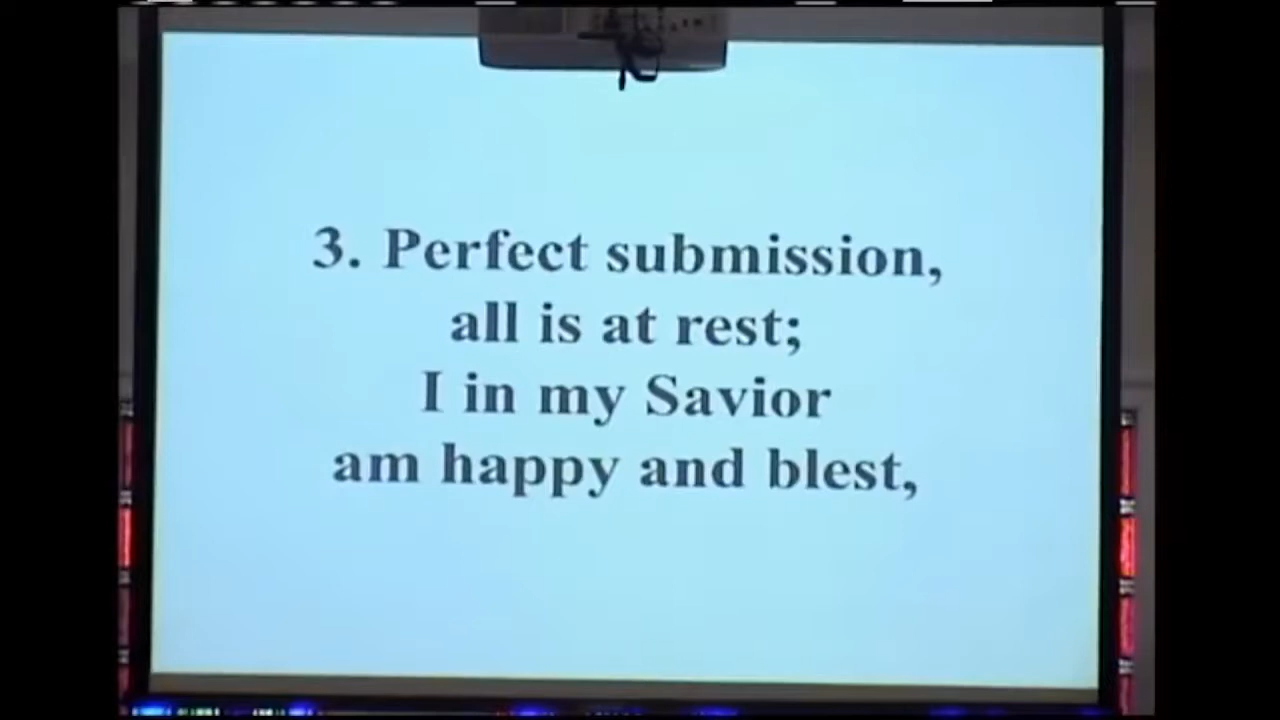 3. Perfect submission,
all is at rest;
I in my Savior
am happy and blest,